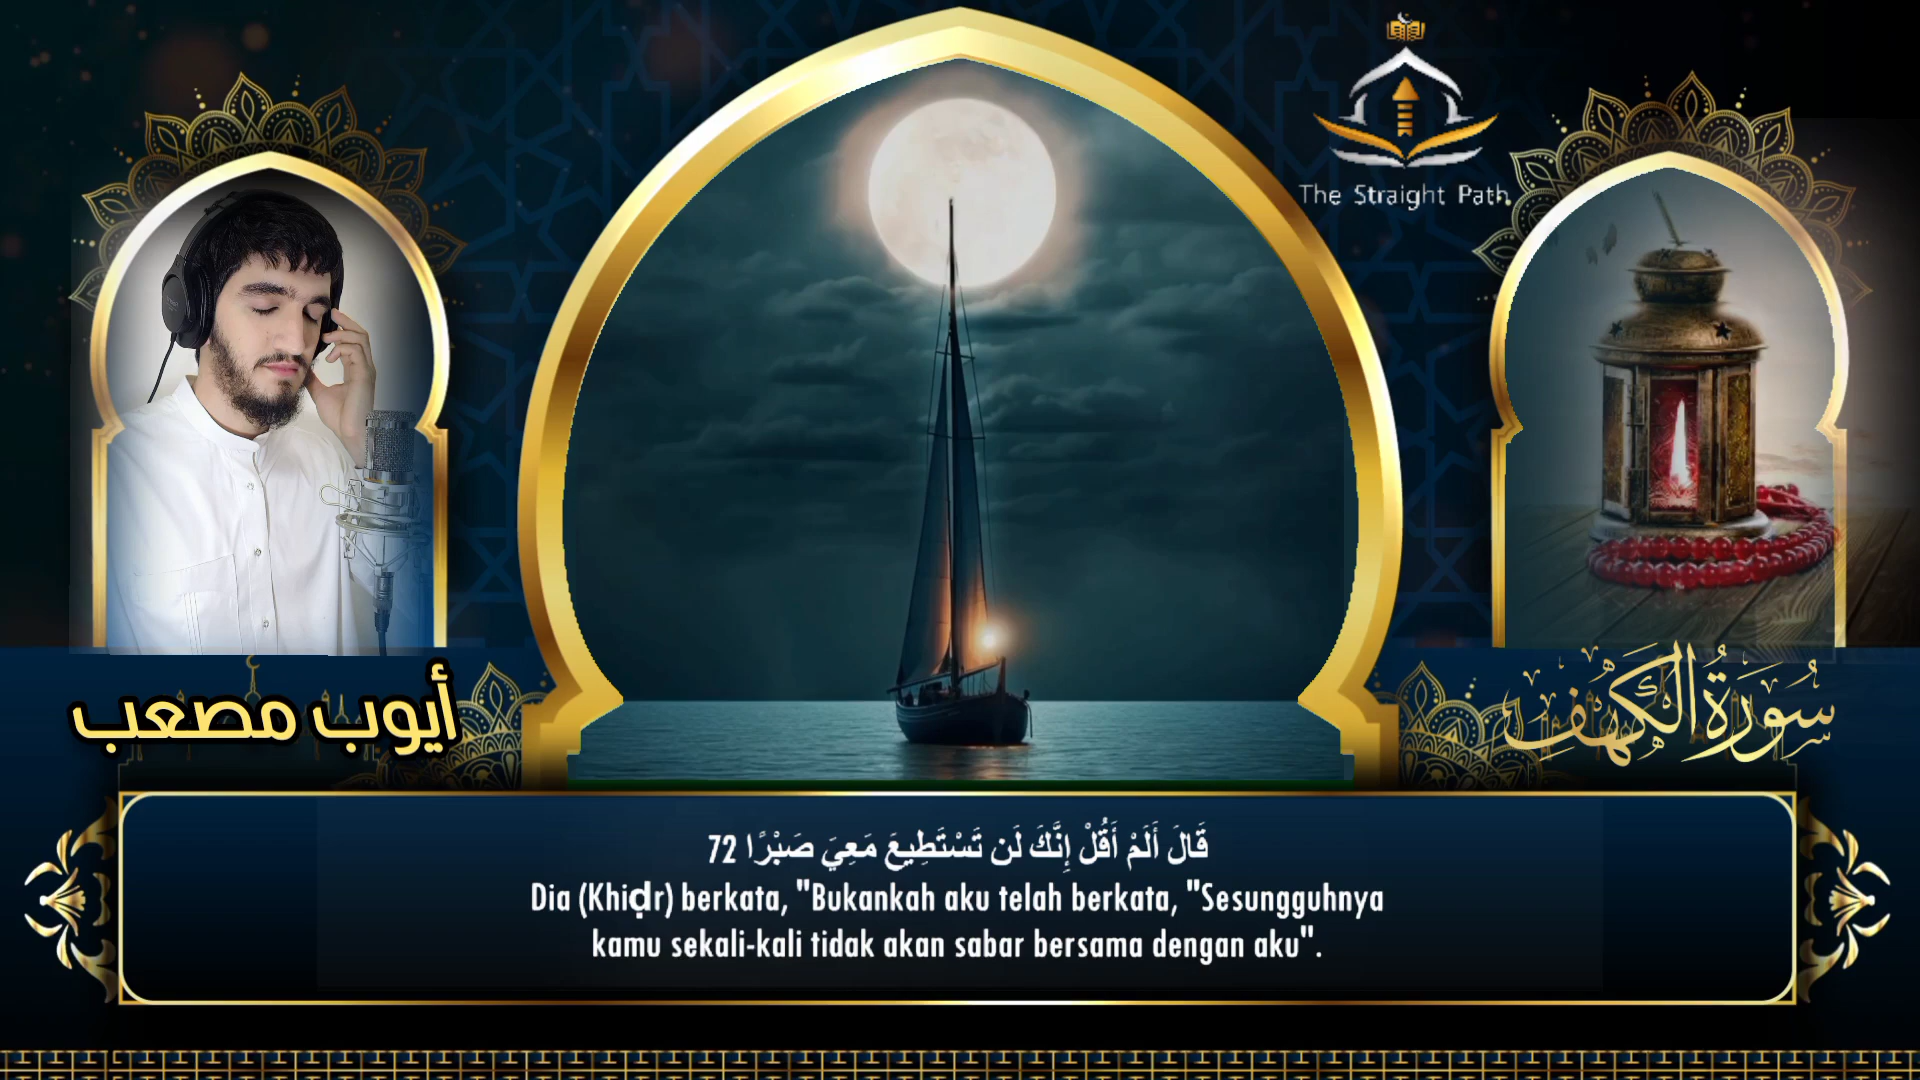 The Straight Path
أيوب مصعب
سُورَةُ الكَهْفِ
قَالَ أَلَمْ أَقُلْ إِنَّكَ لَن تَسْتَطِيعَ مَعِيَ صَبْرًا 72
Dia (Khiḍr) berkata, "Bukankah aku telah berkata, "Sesungguhnya
kamu sekali-kali tidak akan sabar bersama dengan aku".